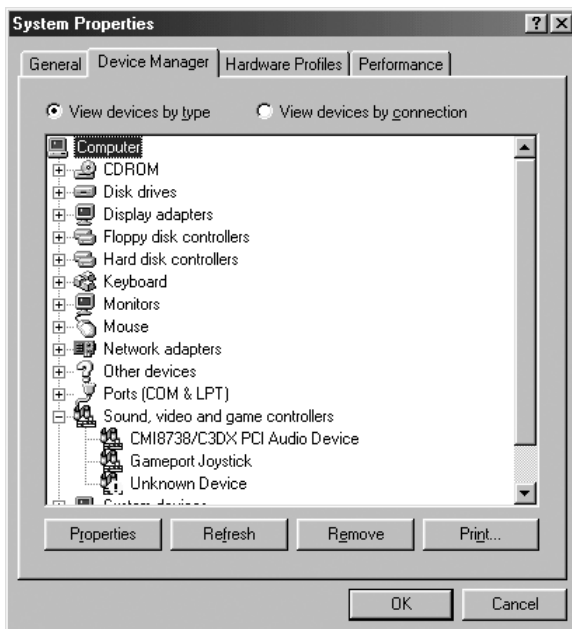 System Properties
General Device Manager Hardware Profiles Performance
View devices by type View devices by connection
Computer
CDROM
Disk drives
Display adapters
Floppy disk controllers
Hard disk controllers
Keyboard
Monitors
Mouse
Network adapters
Other devices
Ports (COM & LPT)
Sound, video and game controllers
CMI8738/C3DX PCI Audio Device
Gameport Joystick
Unknown Device
System devices
Properties Refresh Remove Print...
OK Cancel